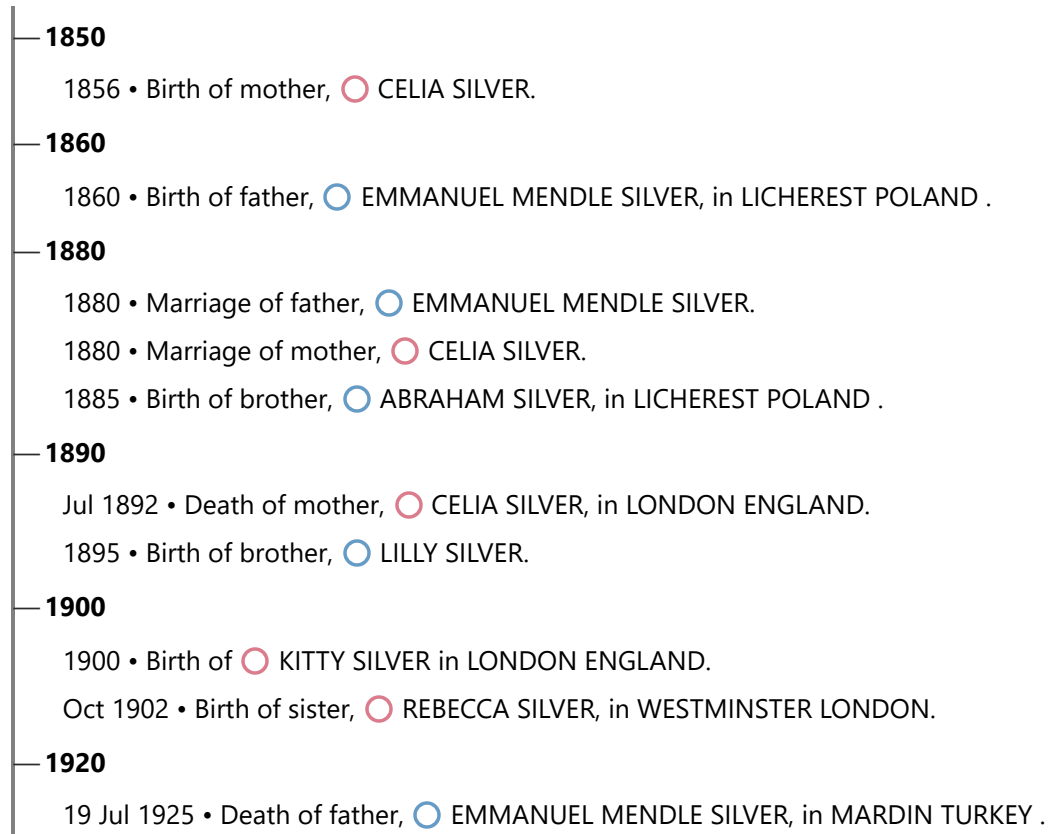 1850
1856 • Birth of mother, CELIA SILVER.
1860
1860 • Birth of father, EMMANUEL MENDLE SILVER, in LICHEREST POLAND .
1880
1880 • Marriage of father, EMMANUEL MENDLE SILVER.
1880 • Marriage of mother, CELIA SILVER.
1885 • Birth of brother, ABRAHAM SILVER, in LICHEREST POLAND .
1890
Jul 1892 • Death of mother, CELIA SILVER, in LONDON ENGLAND.
1895 • Birth of brother, LILLY SILVER.
1900
1900 • Birth of KITTY SILVER in LONDON ENGLAND.
Oct 1902 • Birth of sister, REBECCA SILVER, in WESTMINSTER LONDON.
1920
19 Jul 1925 • Death of father, EMMANUEL MENDLE SILVER, in MARDIN TURKEY .